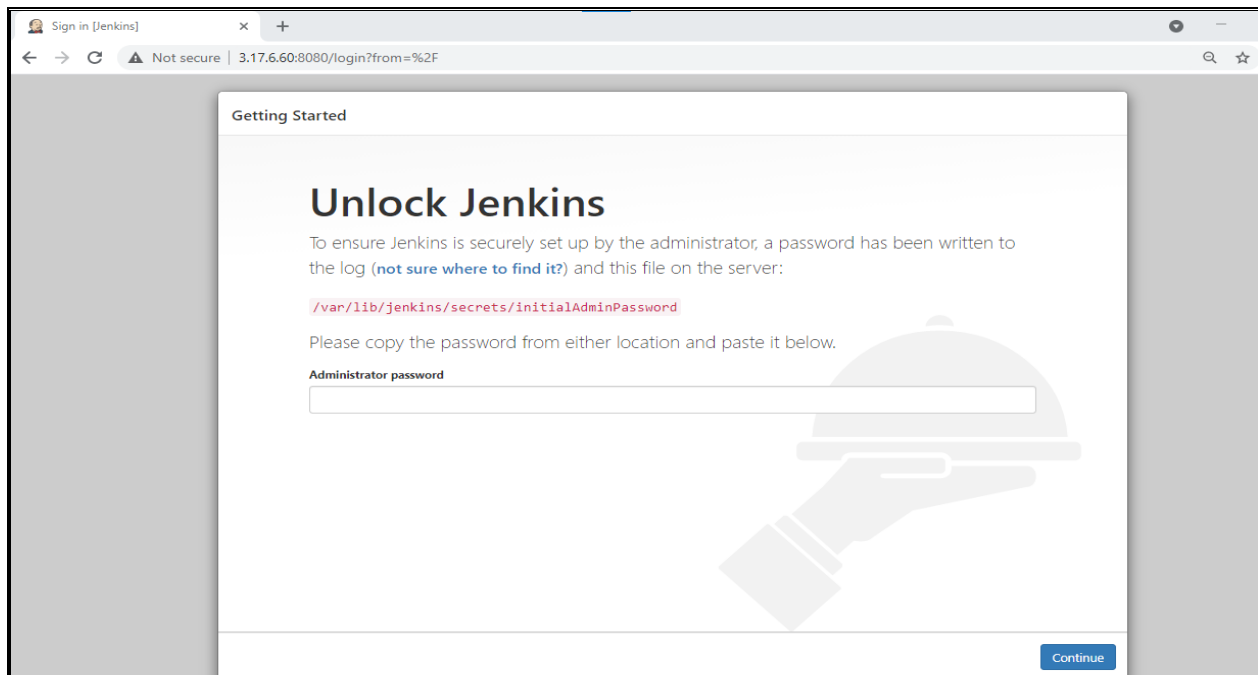 Sign in [Jenkins]
Not secure | 3.17.6.60:8080/login?from=%2F
Getting Started
Unlock Jenkins
To ensure Jenkins is securely set up by the administrator, a password has been written to
the log (not sure where to find it?) and this file on the server:
/var/lib/jenkins/secrets/initialAdminPassword
Please copy the password from either location and paste it below.
Administrator password
Continue